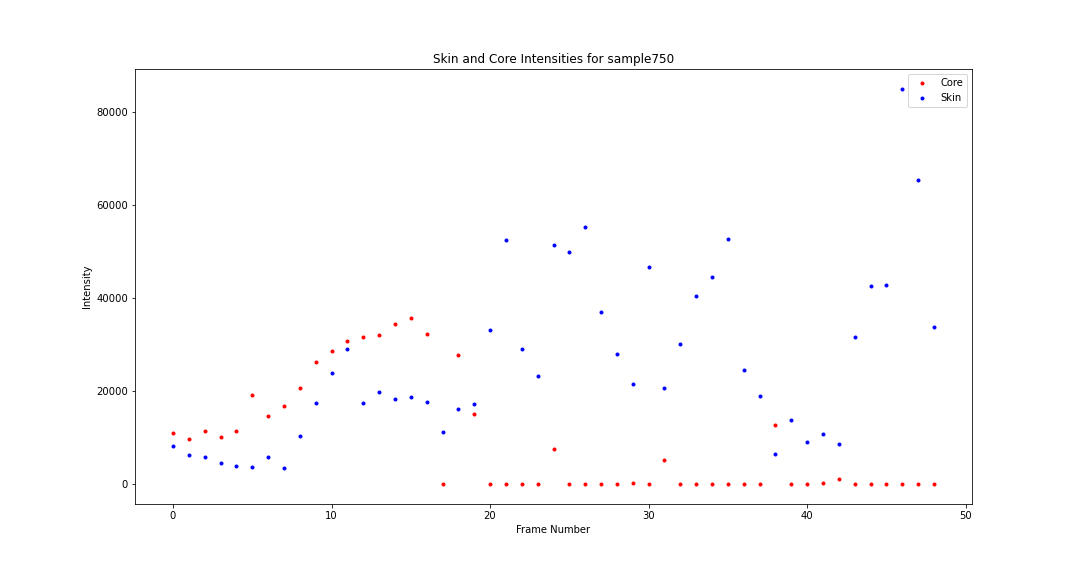 Skin and Core Intensities for sample750
Core
Skin
80000
60000
40000
20000
0
Intensity
0 10 20 30 40 50
Frame Number